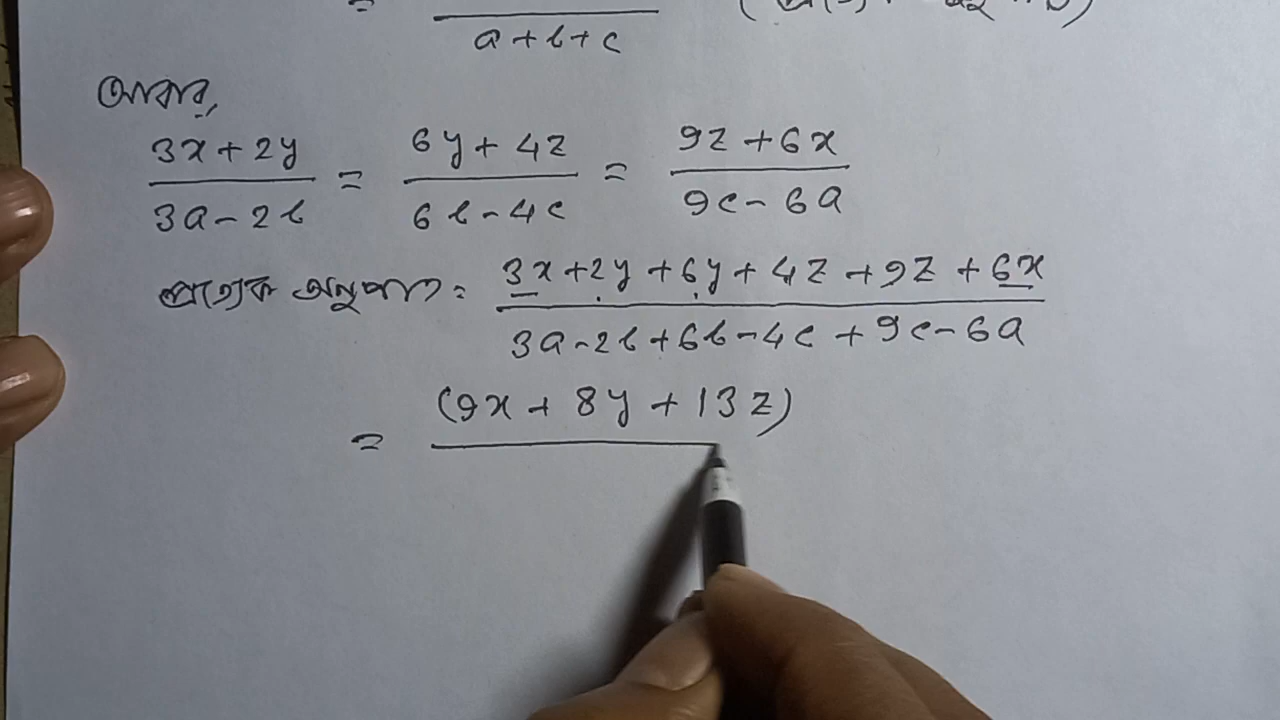 = ―
a + b + c
আবার,
(3x + 2y)/(3a - 2b) = (6y + 4z)/(6b - 4c) = (9z + 6x)/(9c - 6a)
প্রত্যেক অনুপাত = (3x + 2y + 6y + 4z + 9z + 6x)/(3a - 2b + 6b - 4c + 9c - 6a)
= (9x + 8y + 13z)